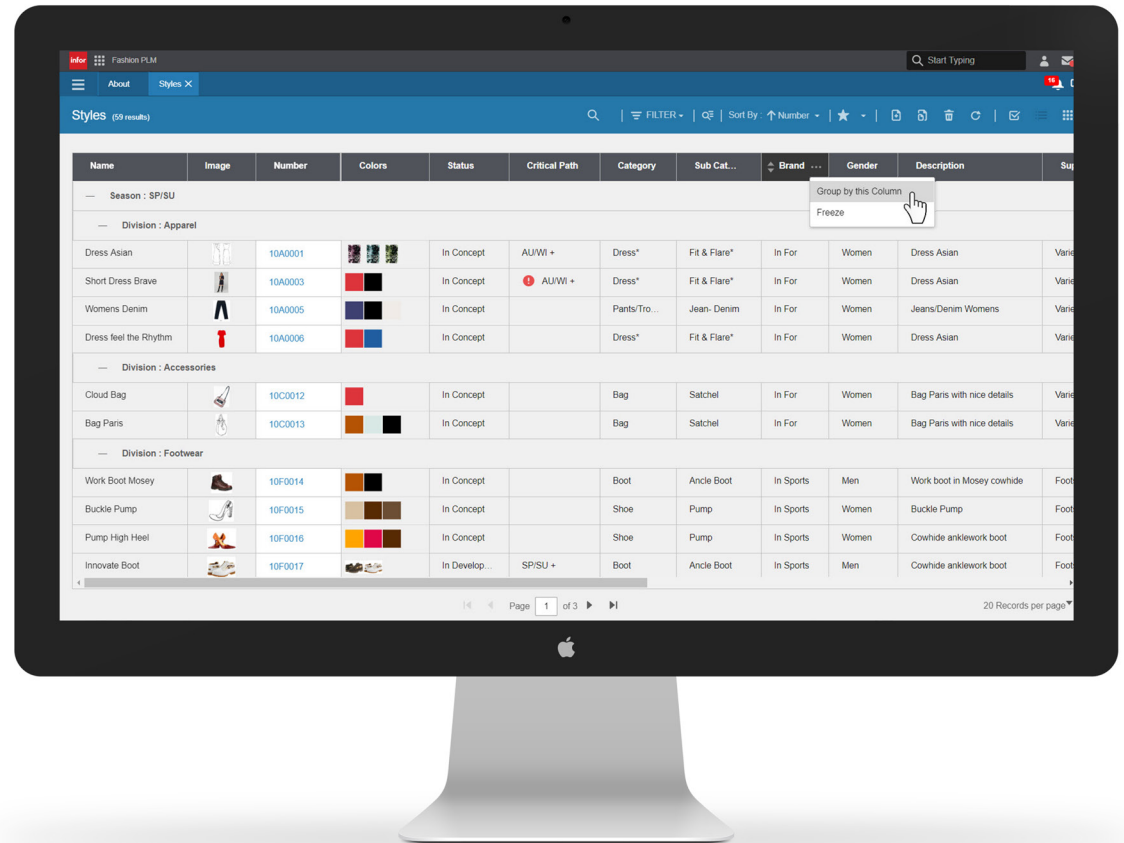 infor Fashion PLM Start Typing
About Styles X 16
Styles (59 results) FILTER Sort By : Number
Name Image Number Colors Status Critical Path Category Sub Cat... Brand ... Gender Description
Group by this Column
Freeze
— Season : SP/SU
— Division : Apparel
Dress Asian 10A0001 In Concept AU/WI + Dress* Fit & Flare* In For Women Dress Asian
Short Dress Brave 10A0003 In Concept AU/WI + Dress* Fit & Flare* In For Women Dress Asian
Womens Denim 10A0005 In Concept Pants/Tro... Jean- Denim In For Women Jeans/Denim Womens
Dress feel the Rhythm 10A0006 In Concept Dress* Fit & Flare* In For Women Dress Asian
— Division : Accessories
Cloud Bag 10C0012 In Concept Bag Satchel In For Women Bag Paris with nice details
Bag Paris 10C0013 In Concept Bag Satchel In For Women Bag Paris with nice details
— Division : Footwear
Work Boot Mosey 10F0014 In Concept Boot Ancle Boot In Sports Men Work boot in Mosey cowhide
Buckle Pump 10F0015 In Concept Shoe Pump In Sports Women Buckle Pump
Pump High Heel 10F0016 In Concept Shoe Pump In Sports Women Cowhide anklework boot
Innovate Boot 10F0017 In Develop... SP/SU + Boot Ancle Boot In Sports Men Cowhide anklework boot
Page 1 of 3 20 Records per page